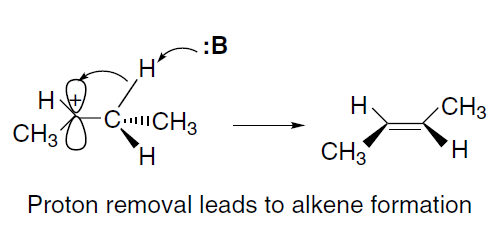 :B
H
H + C CH3
CH3 H
H CH3
CH3 H
Proton removal leads to alkene formation